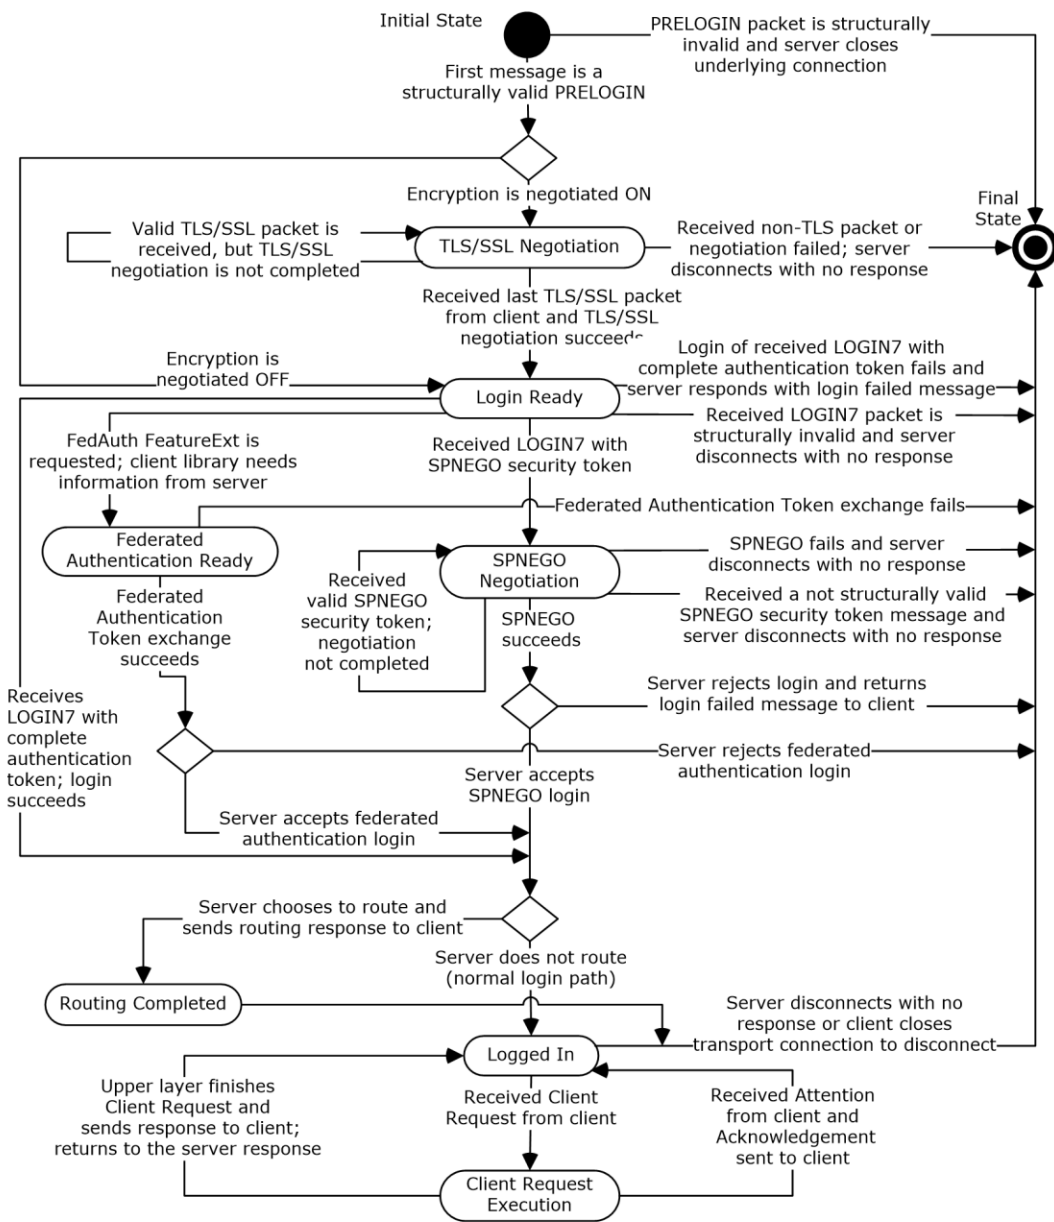 Initial State
PRELOGIN packet is structurally
invalid and server closes
underlying connection
First message is a
structurally valid PRELOGIN
Encryption is negotiated ON
Final
State
Valid TLS/SSL packet is
received, but TLS/SSL
negotiation is not completed
TLS/SSL Negotiation
Received non-TLS packet or
negotiation failed; server
disconnects with no response
Received last TLS/SSL packet
from client and TLS/SSL
negotiation succeeds
Encryption is
negotiated OFF
Login of received LOGIN7 with
complete authentication token fails and
server responds with login failed message
Login Ready
Received LOGIN7 packet is
structurally invalid and server
disconnects with no response
FedAuth FeatureExt is
requested; client library needs
information from server
Received LOGIN7 with
SPNEGO security token
Federated Authentication Token exchange fails
Federated
Authentication Ready
SPNEGO
Negotiation
SPNEGO fails and server
disconnects with no response
Received
valid SPNEGO
security token;
negotiation
not completed
Received a not structurally valid
SPNEGO security token message and
server disconnects with no response
Federated
Authentication
Token exchange
succeeds
SPNEGO
succeeds
Server rejects login and returns
login failed message to client
Receives
LOGIN7 with
complete
authentication
token; login
succeeds
Server rejects federated
authentication login
Server accepts
SPNEGO login
Server accepts federated
authentication login
Server chooses to route and
sends routing response to client
Server does not route
(normal login path)
Routing Completed
Server disconnects with no
response or client closes
transport connection to disconnect
Logged In
Upper layer finishes
Client Request and
sends response to client;
returns to the server response
Received Client
Request from client
Received Attention
from client and
Acknowledgement
sent to client
Client Request
Execution